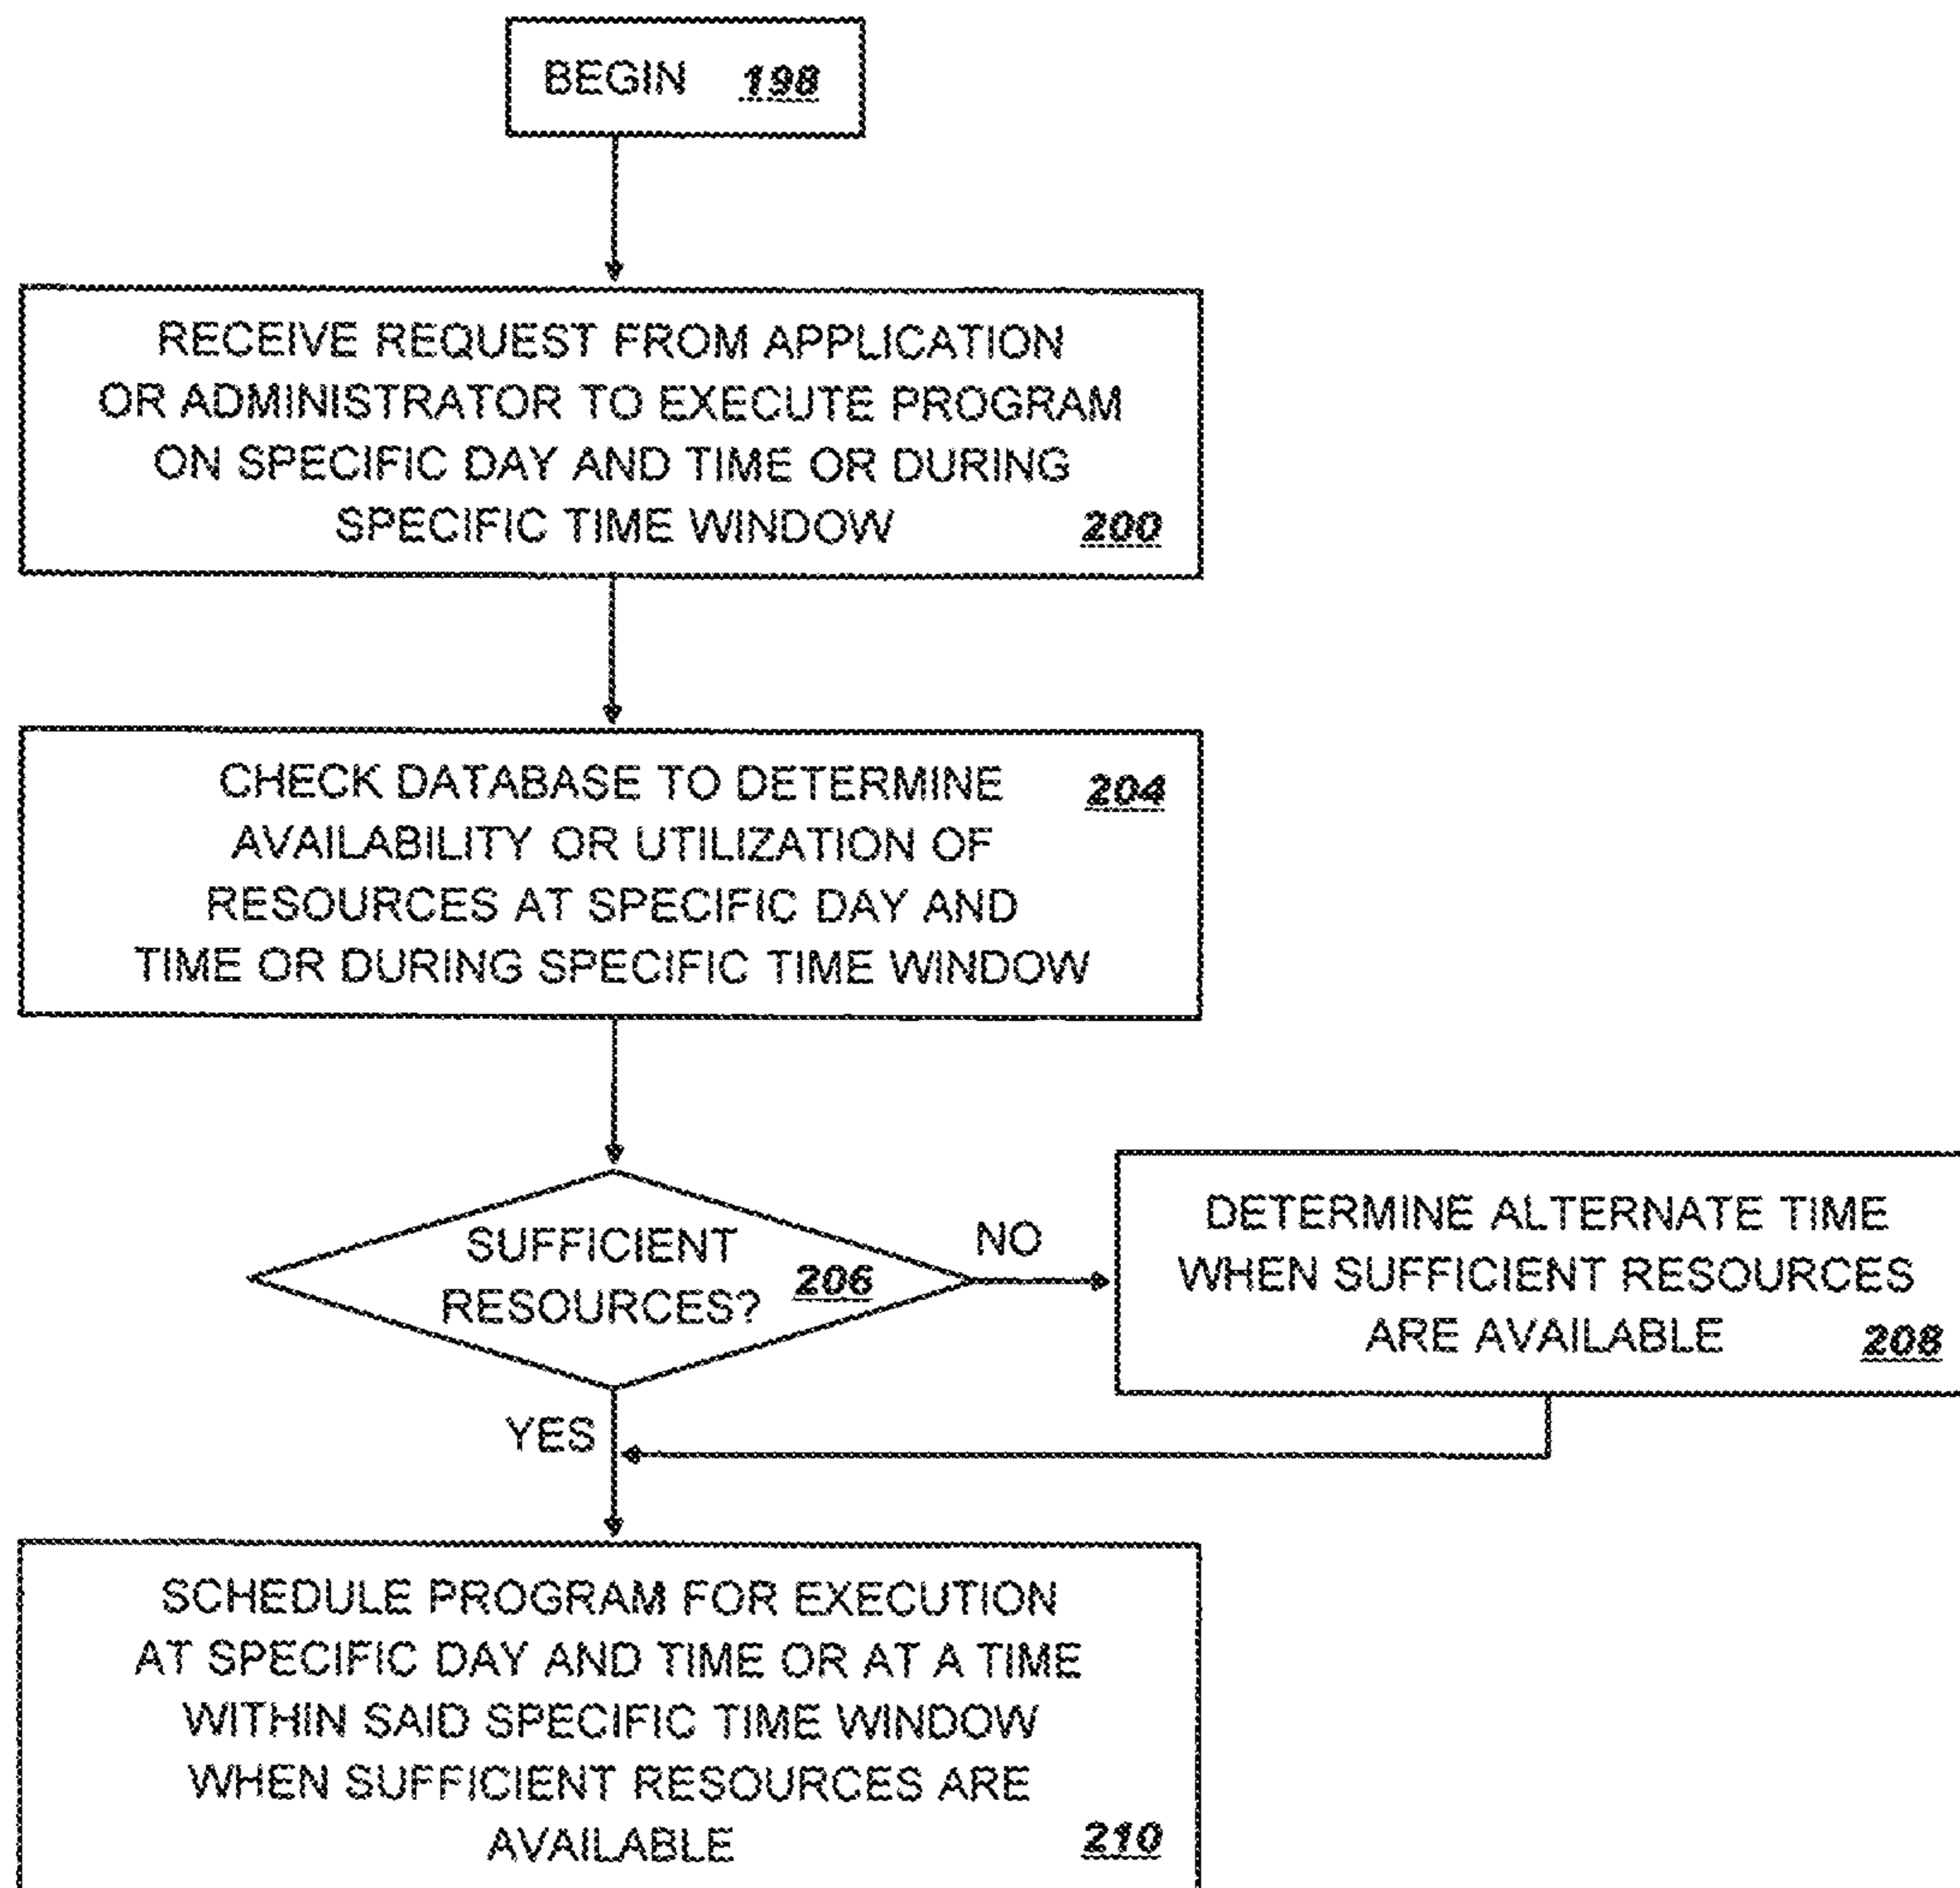 BEGIN 198
RECEIVE REQUEST FROM APPLICATION
OR ADMINISTRATOR TO EXECUTE PROGRAM
ON SPECIFIC DAY AND TIME OR DURING
SPECIFIC TIME WINDOW 200
CHECK DATABASE TO DETERMINE 204
AVAILABILITY OR UTILIZATION OF
RESOURCES AT SPECIFIC DAY AND
TIME OR DURING SPECIFIC TIME WINDOW
SUFFICIENT
RESOURCES? 206
NO
DETERMINE ALTERNATE TIME
WHEN SUFFICIENT RESOURCES
ARE AVAILABLE 208
YES
SCHEDULE PROGRAM FOR EXECUTION
AT SPECIFIC DAY AND TIME OR AT A TIME
WITHIN SAID SPECIFIC TIME WINDOW
WHEN SUFFICIENT RESOURCES ARE
AVAILABLE 210